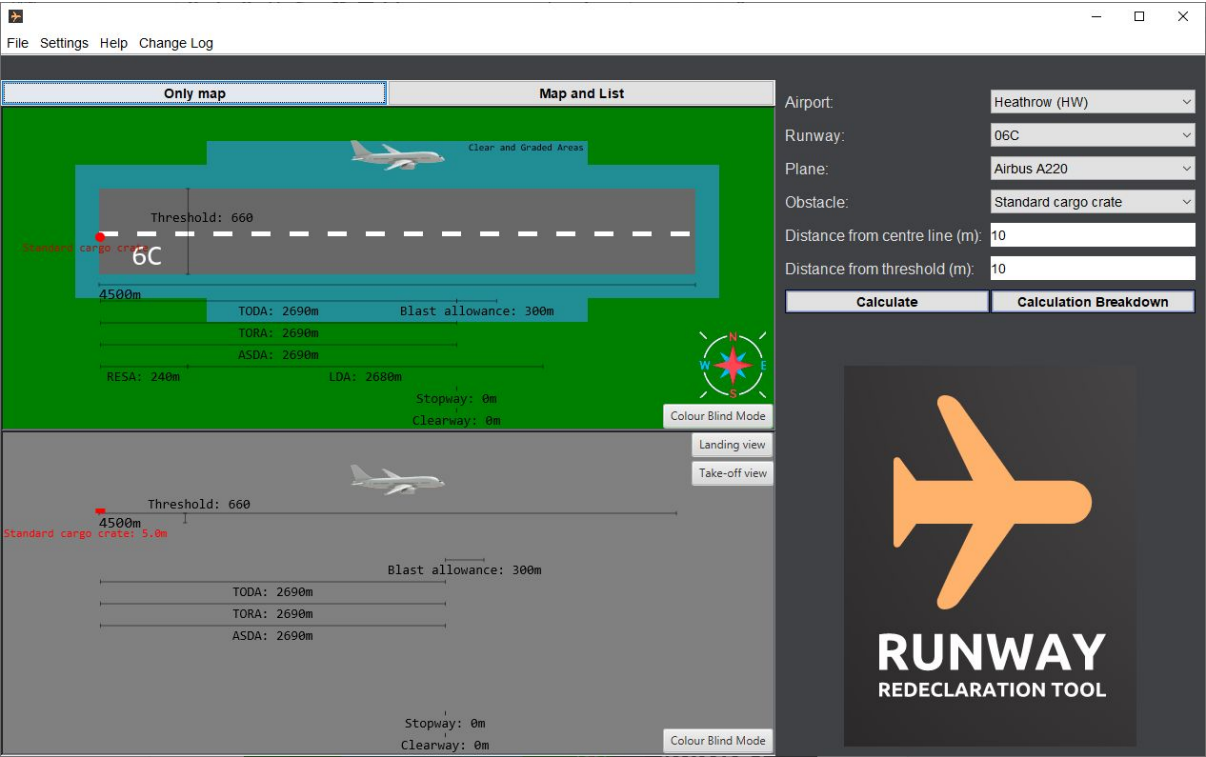 File Settings Help Change Log
Only map Map and List
Clear and Graded Areas
Threshold: 660
Standard cargo crate
6C
4500m
TODA: 2690m Blast allowance: 300m
TORA: 2690m
ASDA: 2690m
RESA: 240m LDA: 2680m
Stopway: 0m
Clearway: 0m
N
W E
S
Colour Blind Mode
Landing view
Take-off view
Threshold: 660
4500m
Standard cargo crate: 5.0m
Blast allowance: 300m
TODA: 2690m
TORA: 2690m
ASDA: 2690m
Stopway: 0m
Clearway: 0m
Colour Blind Mode
Airport: Heathrow (HW)
Runway: 06C
Plane: Airbus A220
Obstacle: Standard cargo crate
Distance from centre line (m): 10
Distance from threshold (m): 10
Calculate Calculation Breakdown
RUNWAY
REDECLARATION TOOL